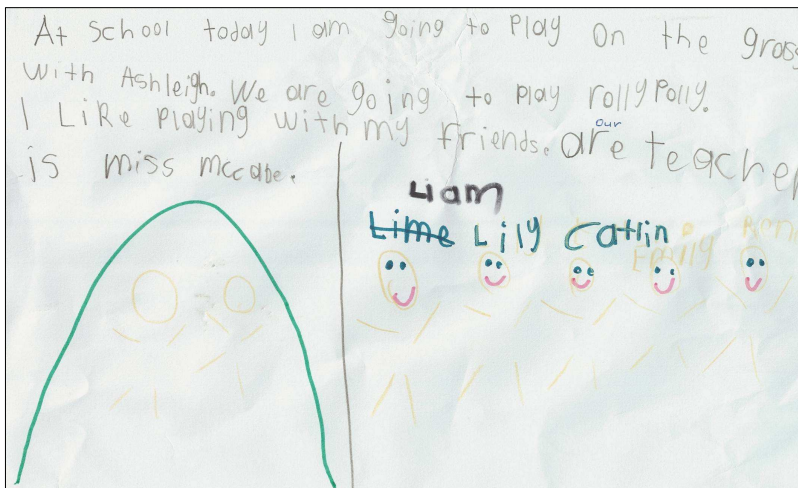 At school today I am going to Play on the grass
with Ashleigh. We are going to play rolly Polly.
I Like Playing with my friends. are teacher
our
is miss mccabe.
Liam
Lime Lily Catlin Emily